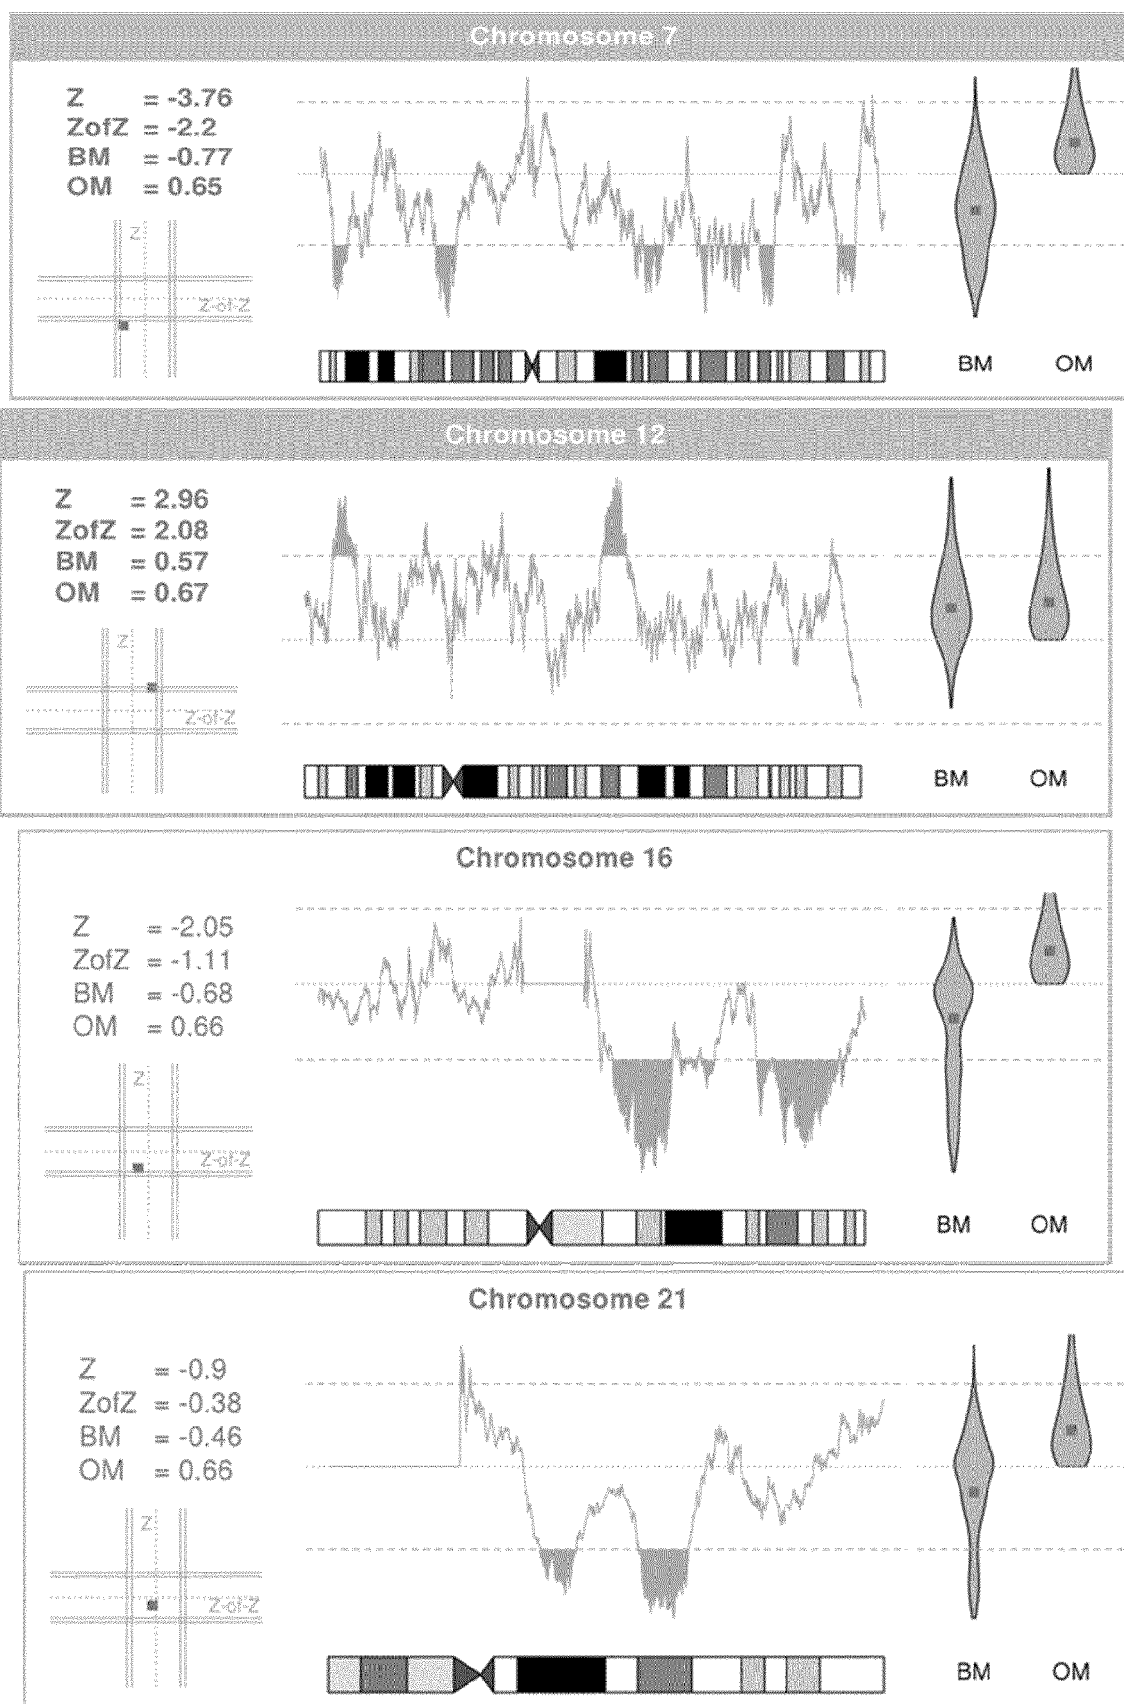 Chromosome 7
Z = -3.76
ZofZ = -2.2
BM = -0.77
OM = 0.65
Z
Z-of-Z
BM OM
Chromosome 12
Z = 2.96
ZofZ = 2.08
BM = 0.57
OM = 0.67
Z
Z-of-Z
BM OM
Chromosome 16
Z = -2.05
ZofZ = -1.11
BM = -0.68
OM = 0.66
Z
Z-of-Z
BM OM
Chromosome 21
Z = -0.9
ZofZ = -0.38
BM = -0.46
OM = 0.66
Z
Z-of-Z
BM OM